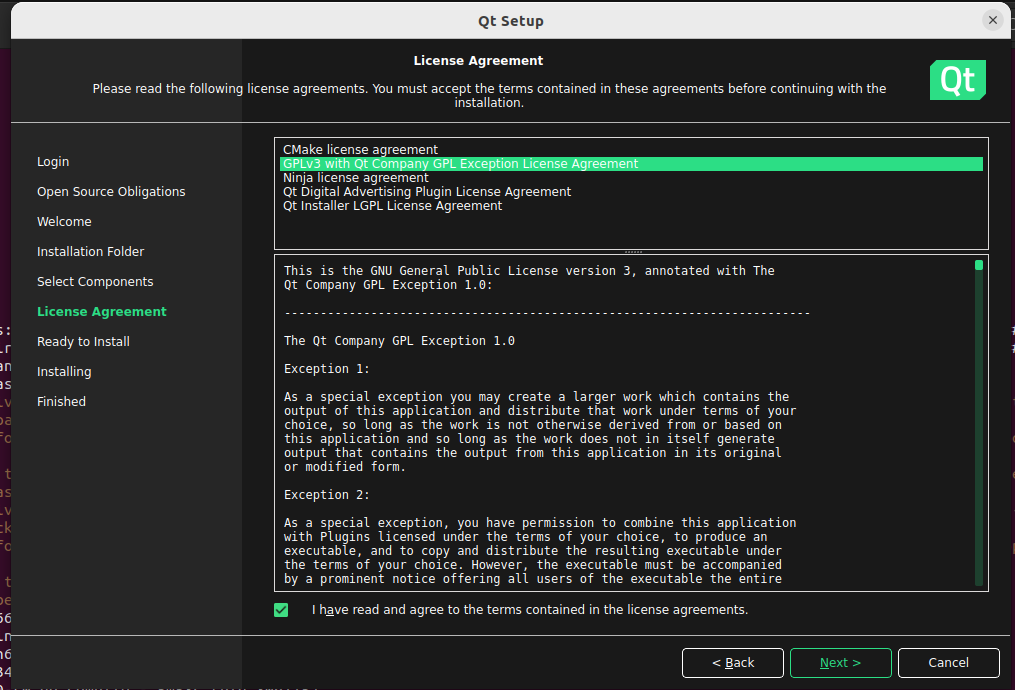 Qt Setup
License Agreement
Qt
Please read the following license agreements. You must accept the terms contained in these agreements before continuing with the
installation.
Login
Open Source Obligations
Welcome
Installation Folder
Select Components
License Agreement
Ready to Install
Installing
Finished
CMake license agreement
GPLv3 with Qt Company GPL Exception License Agreement
Ninja license agreement
Qt Digital Advertising Plugin License Agreement
Qt Installer LGPL License Agreement
This is the GNU General Public License version 3, annotated with The
Qt Company GPL Exception 1.0:
-------------------------------------------------------------------------
The Qt Company GPL Exception 1.0
Exception 1:
As a special exception you may create a larger work which contains the
output of this application and distribute that work under terms of your
choice, so long as the work is not otherwise derived from or based on
this application and so long as the work does not in itself generate
output that contains the output from this application in its original
or modified form.
Exception 2:
As a special exception, you have permission to combine this application
with Plugins licensed under the terms of your choice, to produce an
executable, and to copy and distribute the resulting executable under
the terms of your choice. However, the executable must be accompanied
by a prominent notice offering all users of the executable the entire
I have read and agree to the terms contained in the license agreements.
< Back
Next >
Cancel